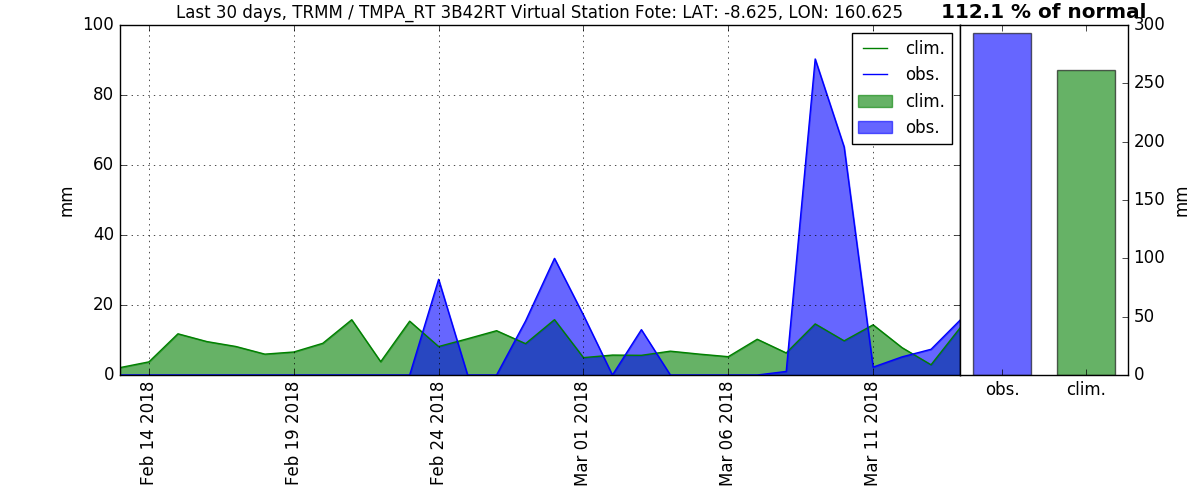 Last 30 days, TRMM / TMPA_RT 3B42RT Virtual Station Fote: LAT: -8.625, LON: 160.625
112.1 % of normal
100
80
60
40
20
0
mm
clim.
obs.
clim.
obs.
300
250
200
150
100
50
0
mm
Feb 14 2018
Feb 19 2018
Feb 24 2018
Mar 01 2018
Mar 06 2018
Mar 11 2018
obs.
clim.